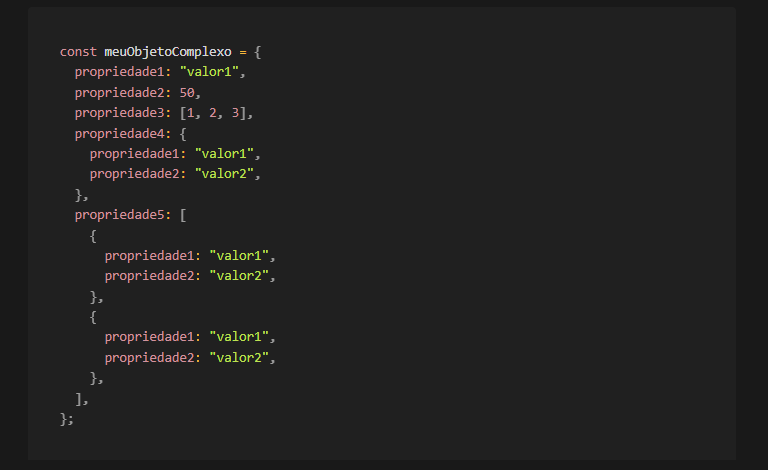 const meuObjetoComplexo = {
  propriedade1: "valor1",
  propriedade2: 50,
  propriedade3: [1, 2, 3],
  propriedade4: {
    propriedade1: "valor1",
    propriedade2: "valor2",
  },
  propriedade5: [
    {
      propriedade1: "valor1",
      propriedade2: "valor2",
    },
    {
      propriedade1: "valor1",
      propriedade2: "valor2",
    },
  ],
};